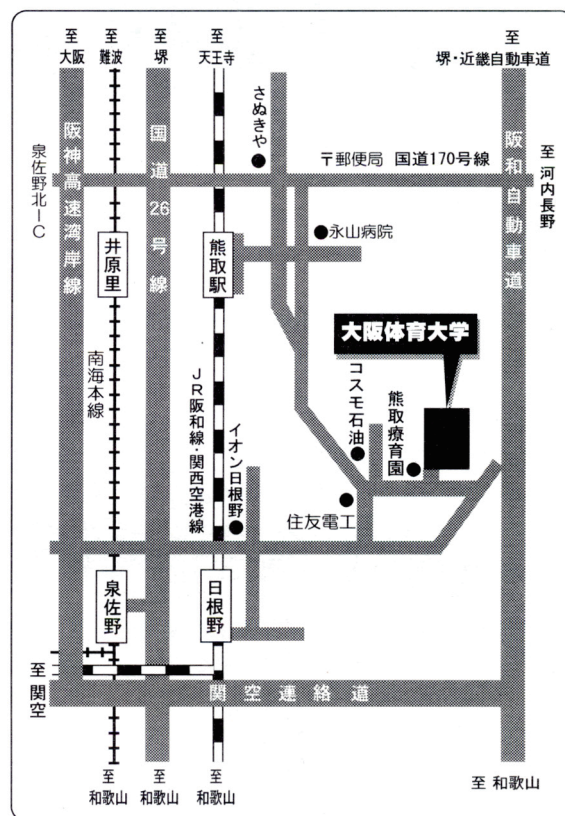 至 大阪
至 難波
至 堺
至 天王寺
至 堺・近畿自動車道
さぬきや
阪神高速湾岸線
国道26号線
阪和自動車道
泉佐野北IC
〒郵便局 国道170号線
至 河内長野
永山病院
井原里
熊取駅
大阪体育大学
南海本線
JR阪和線・関西空港線
イオン日根野
コスモ石油
熊取療育園
住友電工
泉佐野
日根野
至 関空
関空連絡道
至 和歌山
至 和歌山
至 和歌山
至 和歌山